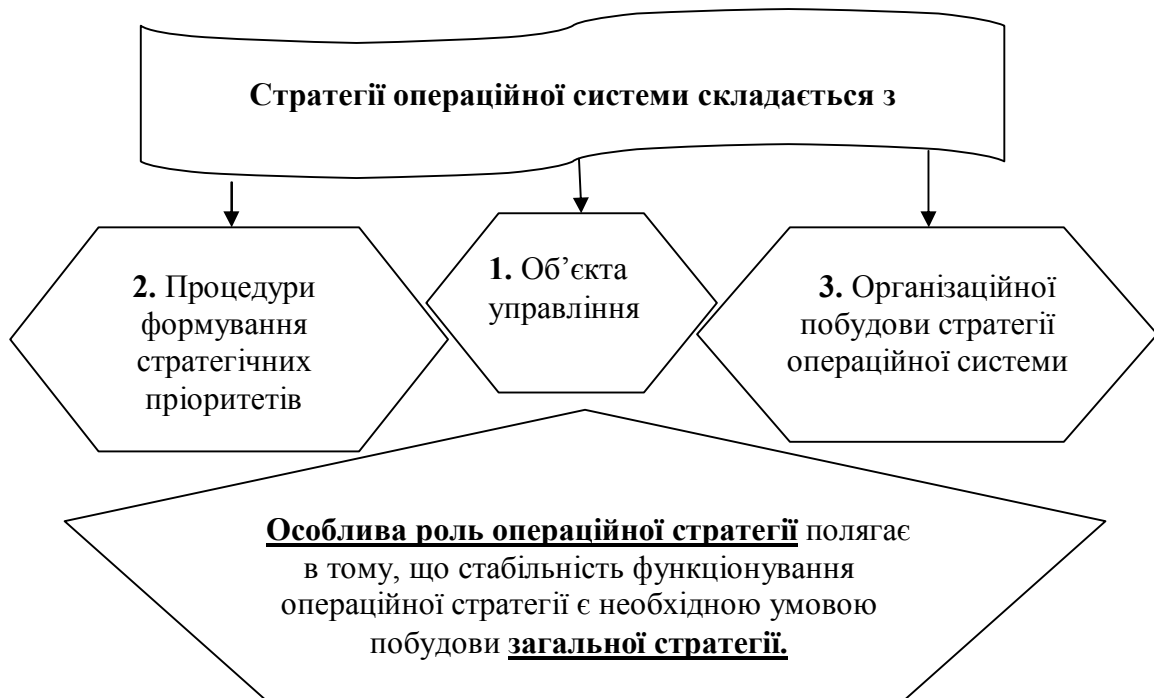 Стратегії операційної системи складається з
2. Процедури
формування
стратегічних
пріоритетів
1. Об’єкта
управління
3. Організаційної
побудови стратегії
операційної системи
Особлива роль операційної стратегії полягає
в тому, що стабільність функціонування
операційної стратегії є необхідною умовою
побудови загальної стратегії.